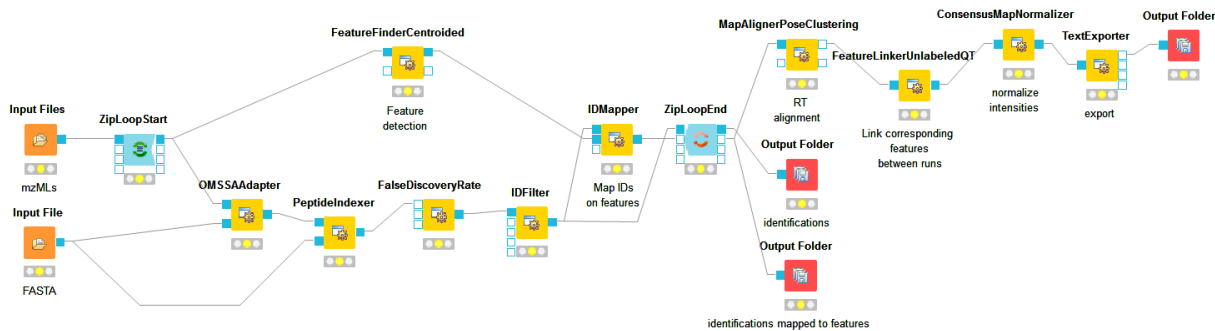 MapAlignerPoseClustering
ConsensusMapNormalizer
Output Folder
FeatureFinderCentroided
FeatureLinkerUnlabeledQT
TextExporter
Input Files
ZipLoopStart
Feature
detection
IDMapper
ZipLoopEnd
RT
alignment
normalize
intensities
export
Link corresponding
features
between runs
mzMLs
Output Folder
Input File
OMSSAAdapter
PeptideIndexer
FalseDiscoveryRate
IDFilter
Map IDs
on features
identifications
Output Folder
FASTA
identifications mapped to features